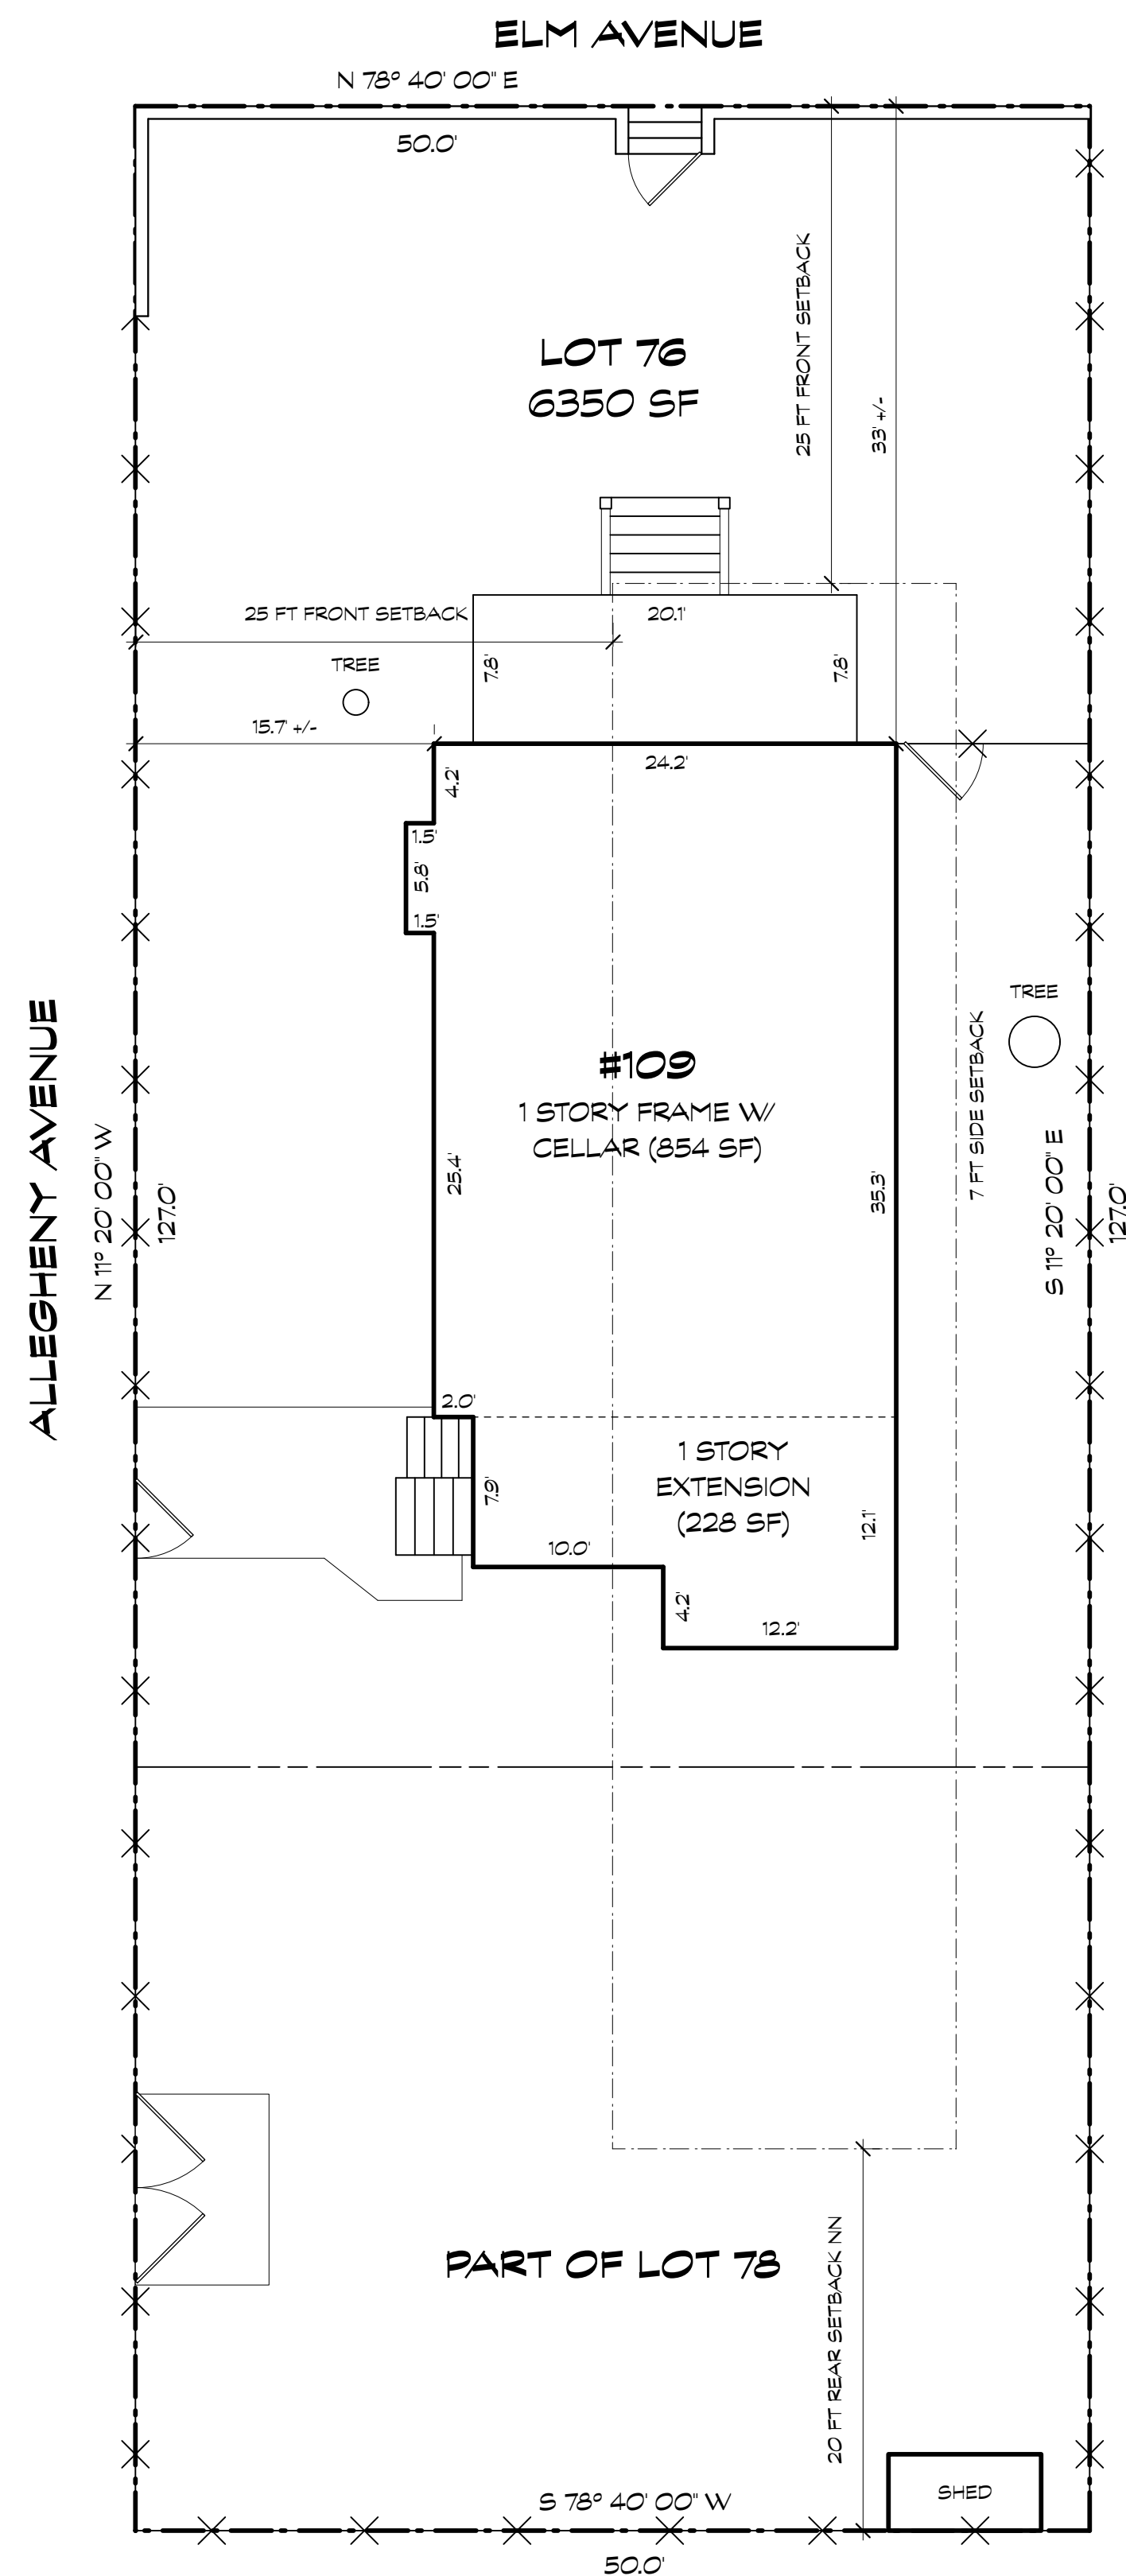 ELM AVENUE
N 78° 40' 00" E
50.0'
LOT 76
6350 SF
25 FT FRONT SETBACK
33' +/-
25 FT FRONT SETBACK
20.1'
7.8'
7.8'
TREE
15.7' +/-
24.2'
4.2'
1.5'
5.8'
1.5'
TREE
#109
1 STORY FRAME W/
CELLAR (854 SF)
7 FT SIDE SETBACK
ALLEGHENY AVENUE
N 11° 20' 00" W
127.0'
25.4'
35.3'
S 11° 20' 00" E
127.0'
2.0'
1 STORY
EXTENSION
(228 SF)
7.9'
12.1'
10.0'
4.2'
12.2'
PART OF LOT 78
20 FT REAR SETBACK NN
SHED
S 78° 40' 00" W
50.0'